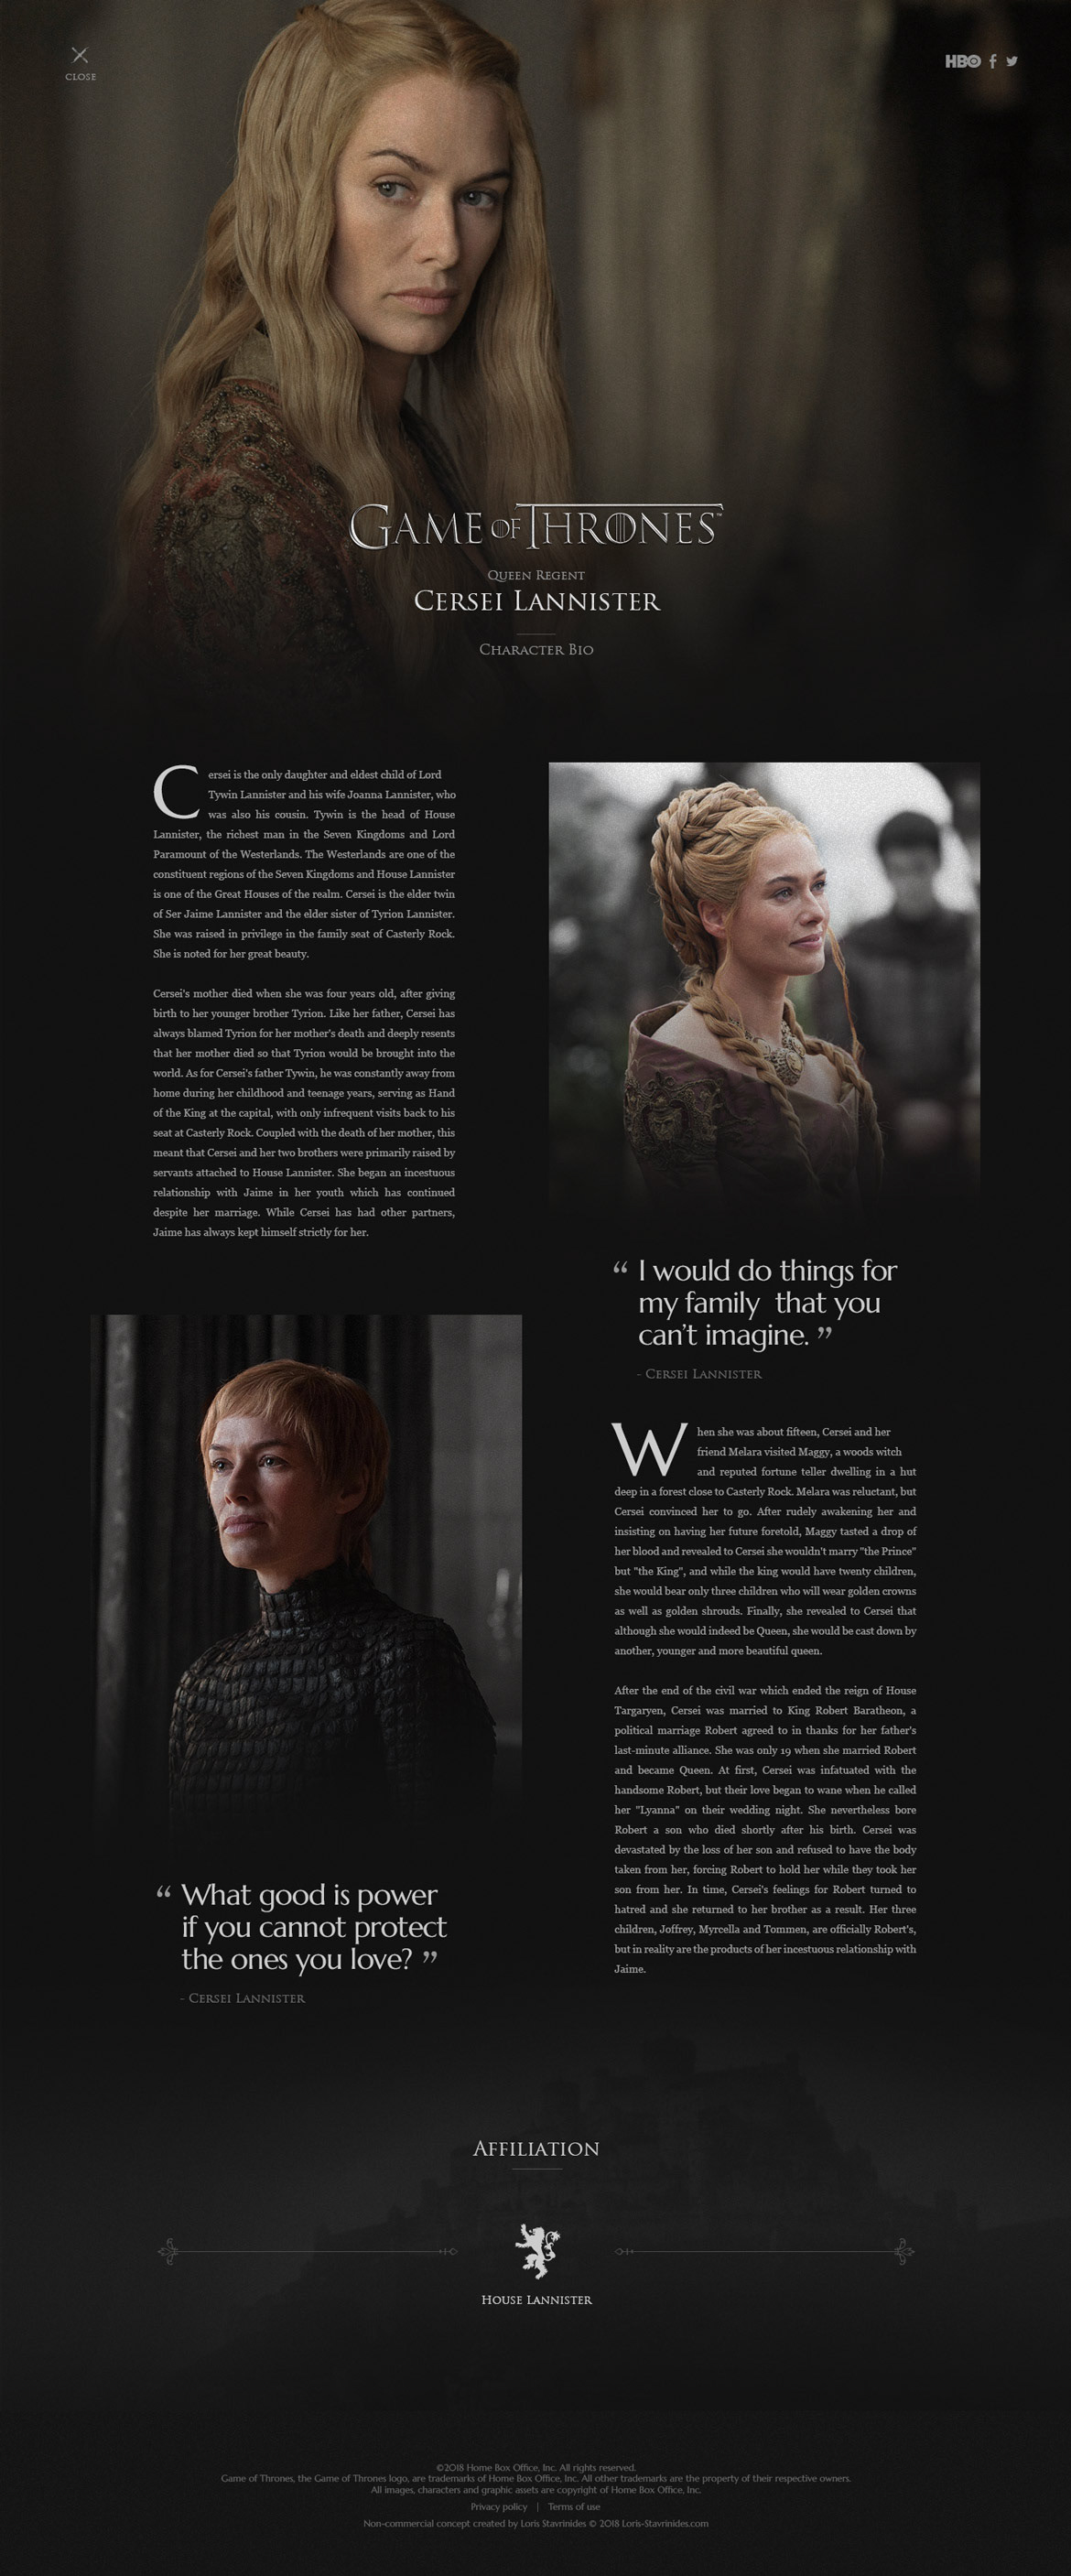 CLOSE
HBO
GAME OF THRONES™
QUEEN REGENT
CERSEI LANNISTER
CHARACTER BIO
Cersei is the only daughter and eldest child of Lord
Tywin Lannister and his wife Joanna Lannister, who
was also his cousin. Tywin is the head of House
Lannister, the richest man in the Seven Kingdoms and Lord
Paramount of the Westerlands. The Westerlands are one of the
constituent regions of the Seven Kingdoms and House Lannister
is one of the Great Houses of the realm. Cersei is the elder twin
of Ser Jaime Lannister and the elder sister of Tyrion Lannister.
She was raised in privilege in the family seat of Casterly Rock.
She is noted for her great beauty.
Cersei's mother died when she was four years old, after giving
birth to her younger brother Tyrion. Like her father, Cersei has
always blamed Tyrion for her mother's death and deeply resents
that her mother died so that Tyrion would be brought into the
world. As for Cersei's father Tywin, he was constantly away from
home during her childhood and teenage years, serving as Hand
of the King at the capital, with only infrequent visits back to his
seat at Casterly Rock. Coupled with the death of her mother, this
meant that Cersei and her two brothers were primarily raised by
servants attached to House Lannister. She began an incestuous
relationship with Jaime in her youth which has continued
despite her marriage. While Cersei has had other partners,
Jaime has always kept himself strictly for her.
“ I would do things for
my family  that you
can’t imagine. ”
- CERSEI LANNISTER
When she was about fifteen, Cersei and her
friend Melara visited Maggy, a woods witch
and reputed fortune teller dwelling in a hut
deep in a forest close to Casterly Rock. Melara was reluctant, but
Cersei convinced her to go. After rudely awakening her and
insisting on having her future foretold, Maggy tasted a drop of
her blood and revealed to Cersei she wouldn't marry "the Prince"
but "the King", and while the king would have twenty children,
she would bear only three children who will wear golden crowns
as well as golden shrouds. Finally, she revealed to Cersei that
although she would indeed be Queen, she would be cast down by
another, younger and more beautiful queen.
After the end of the civil war which ended the reign of House
Targaryen, Cersei was married to King Robert Baratheon, a
political marriage Robert agreed to in thanks for her father's
last-minute alliance. She was only 19 when she married Robert
and became Queen. At first, Cersei was infatuated with the
handsome Robert, but their love began to wane when he called
her "Lyanna" on their wedding night. She nevertheless bore
Robert a son who died shortly after his birth. Cersei was
devastated by the loss of her son and refused to have the body
taken from her, forcing Robert to hold her while they took her
son from her. In time, Cersei's feelings for Robert turned to
hatred and she returned to her brother as a result. Her three
children, Joffrey, Myrcella and Tommen, are officially Robert's,
but in reality are the products of her incestuous relationship with
Jaime.
“ What good is power
if you cannot protect
the ones you love? ”
- CERSEI LANNISTER
AFFILIATION
HOUSE LANNISTER
©2018 Home Box Office, Inc. All rights reserved.
Game of Thrones, the Game of Thrones logo, are trademarks of Home Box Office, Inc. All other trademarks are the property of their respective owners.
All images, characters and graphic assets are copyright of Home Box Office, Inc.
Privacy policy | Terms of use
Non-commercial concept created by Loris Stavrinides © 2018 Loris-Stavrinides.com